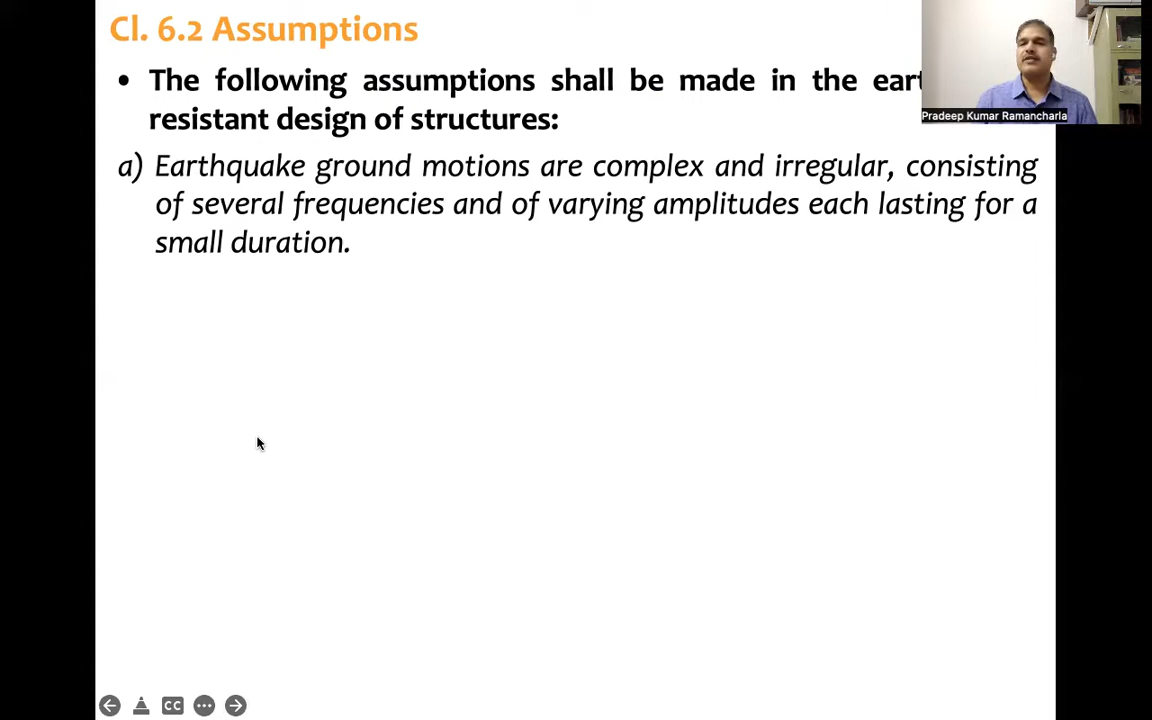 Cl. 6.2 Assumptions
• The following assumptions shall be made in the
resistant design of structures:
Pradeep Kumar Ramancharla
a) Earthquake ground motions are complex and irregular, consisting
of several frequencies and of varying amplitudes each lasting for a
small duration.
CC